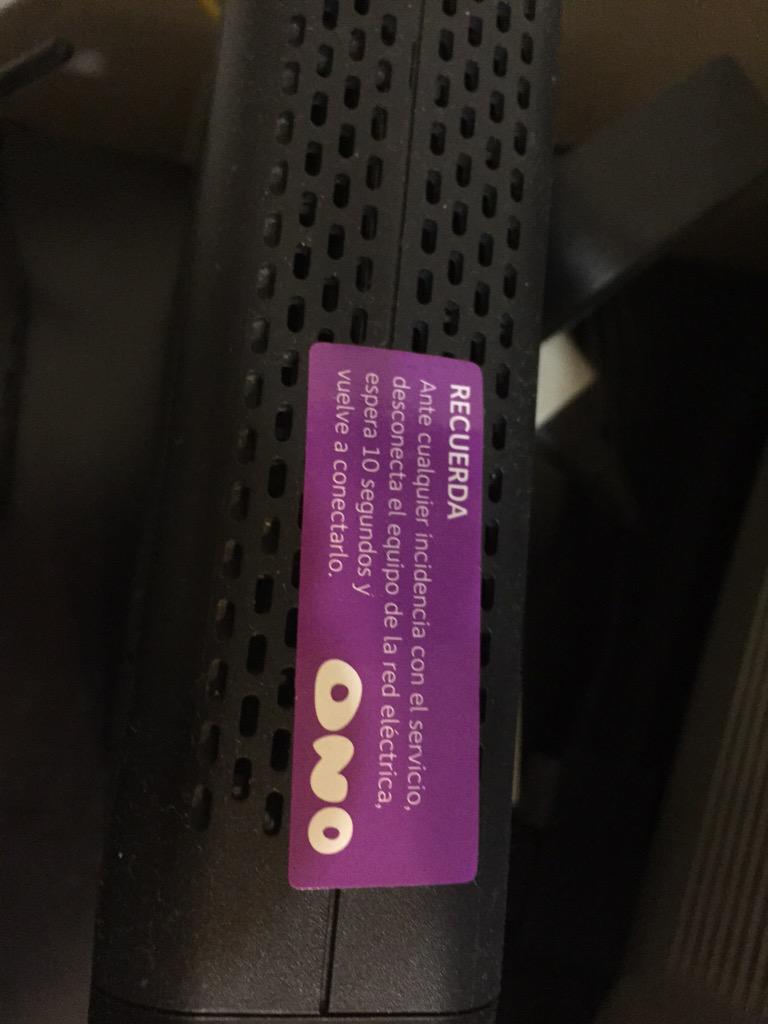 RECUERDA
Ante cualquier incidencia con el servicio,
desconecta el equipo de la red eléctrica,
espera 10 segundos y
vuelve a conectarlo.
ONO